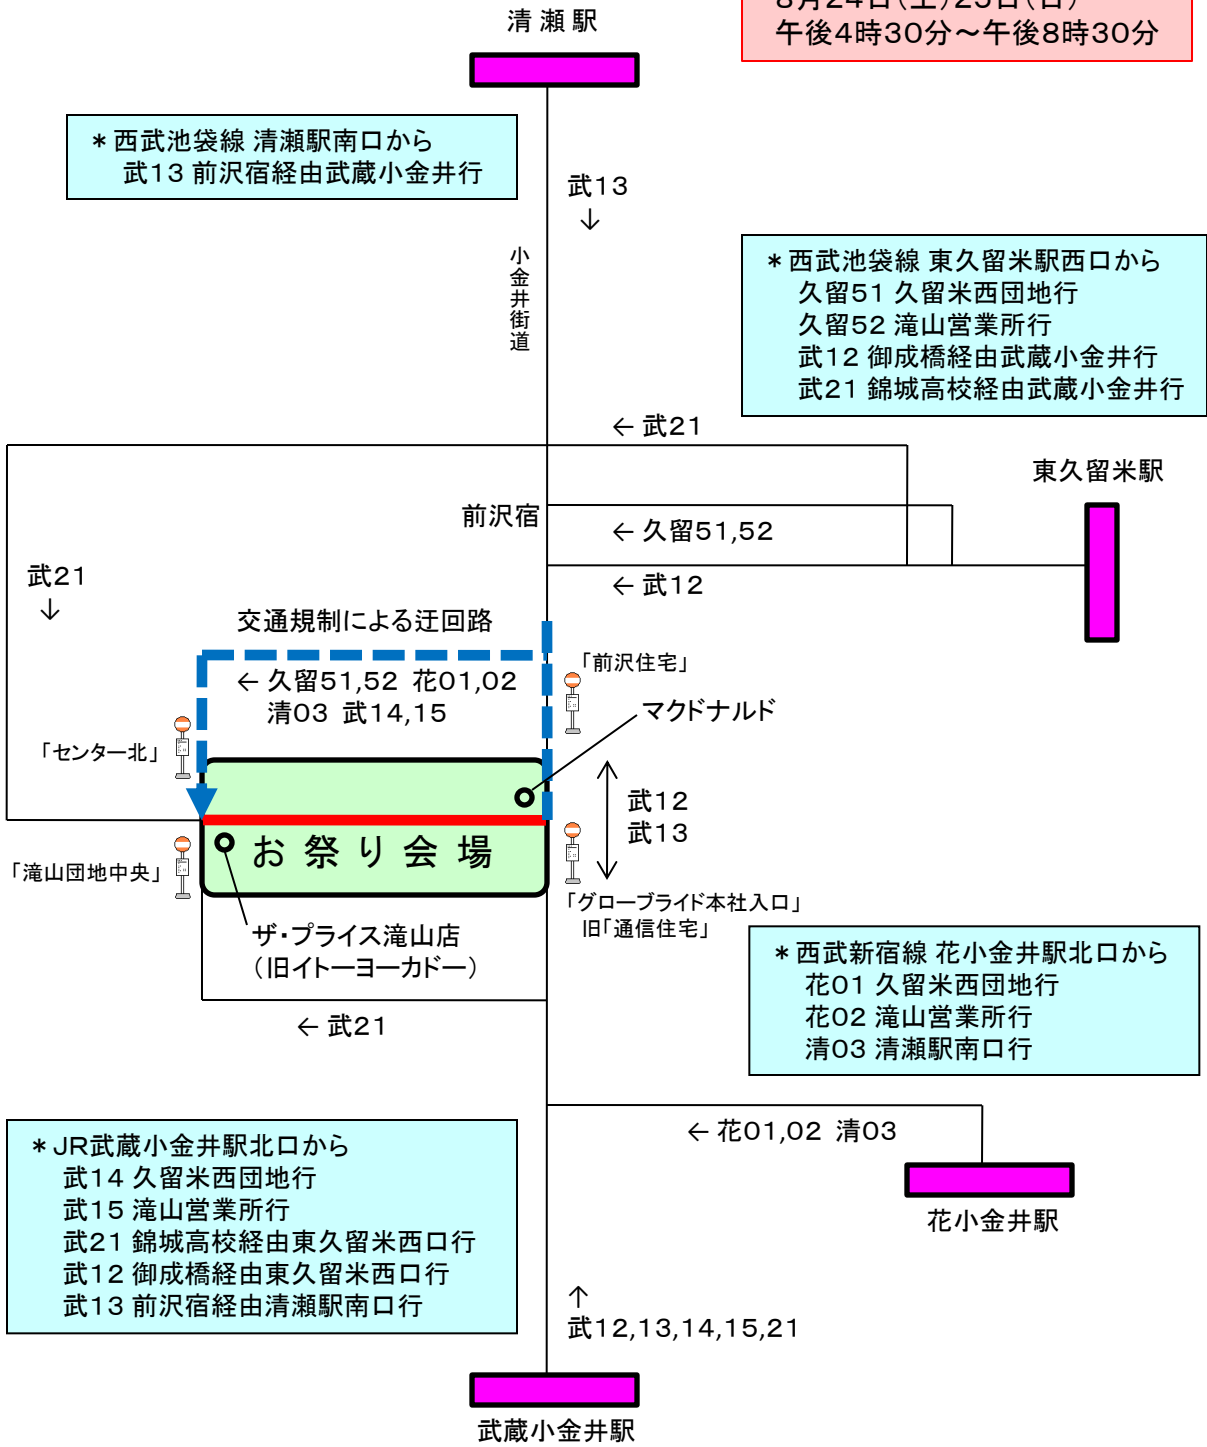 清瀬駅
8月24日(土)25日(日)
午後4時30分～午後8時30分
＊西武池袋線 清瀬駅南口から
武13 前沢宿経由武蔵小金井行
武13
↓
小金井街道
＊西武池袋線 東久留米駅西口から
久留51 久留米西団地行
久留52 滝山営業所行
武12 御成橋経由武蔵小金井行
武21 錦城高校経由武蔵小金井行
← 武21
東久留米駅
前沢宿
← 久留51,52
武21
↓
← 武12
交通規制による迂回路
「前沢住宅」
← 久留51,52 花01,02
清03 武14,15
マクドナルド
「センター北」
武12
武13
お祭り会場
「滝山団地中央」
「グローブライド本社入口」
旧「通信住宅」
ザ・プライス滝山店
（旧イトーヨーカドー）
＊西武新宿線 花小金井駅北口から
花01 久留米西団地行
花02 滝山営業所行
清03 清瀬駅南口行
← 武21
← 花01,02 清03
花小金井駅
＊JR武蔵小金井駅北口から
武14 久留米西団地行
武15 滝山営業所行
武21 錦城高校経由東久留米西口行
武12 御成橋経由東久留米西口行
武13 前沢宿経由清瀬駅南口行
↑
武12,13,14,15,21
武蔵小金井駅